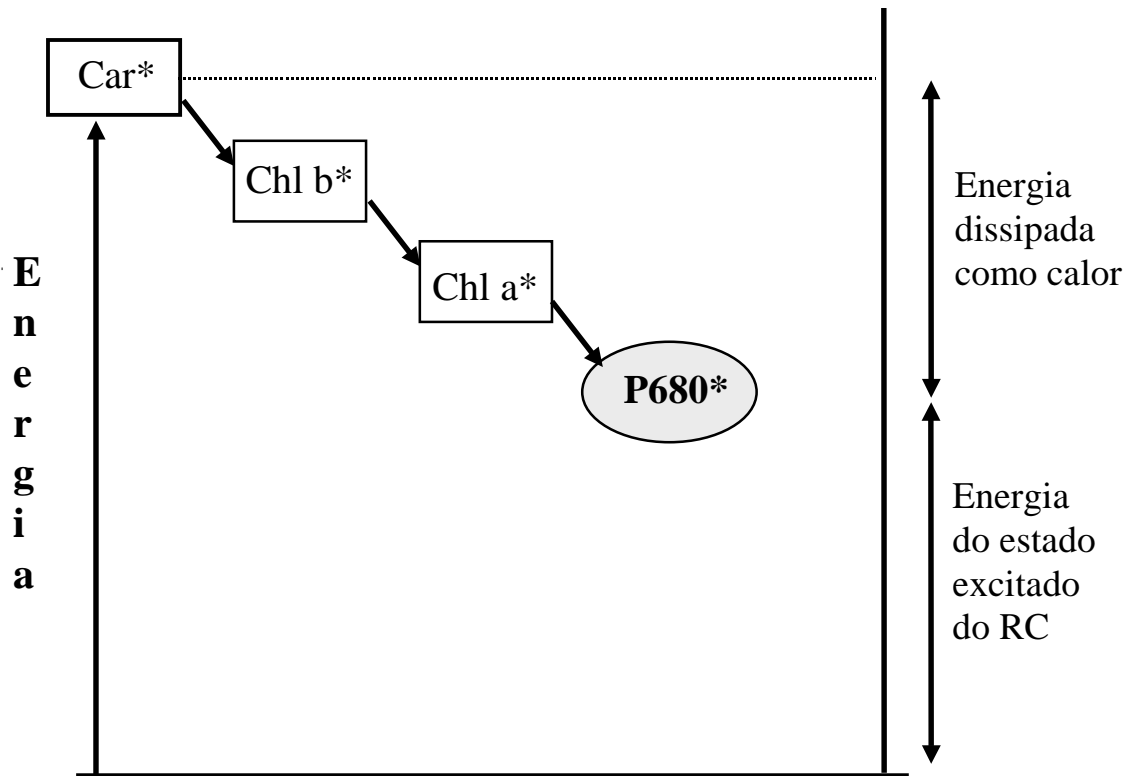 Car*
Chl b*
Chl a*
P680*
E
n
e
r
g
i
a
Energia
dissipada
como calor
Energia
do estado
excitado
do RC